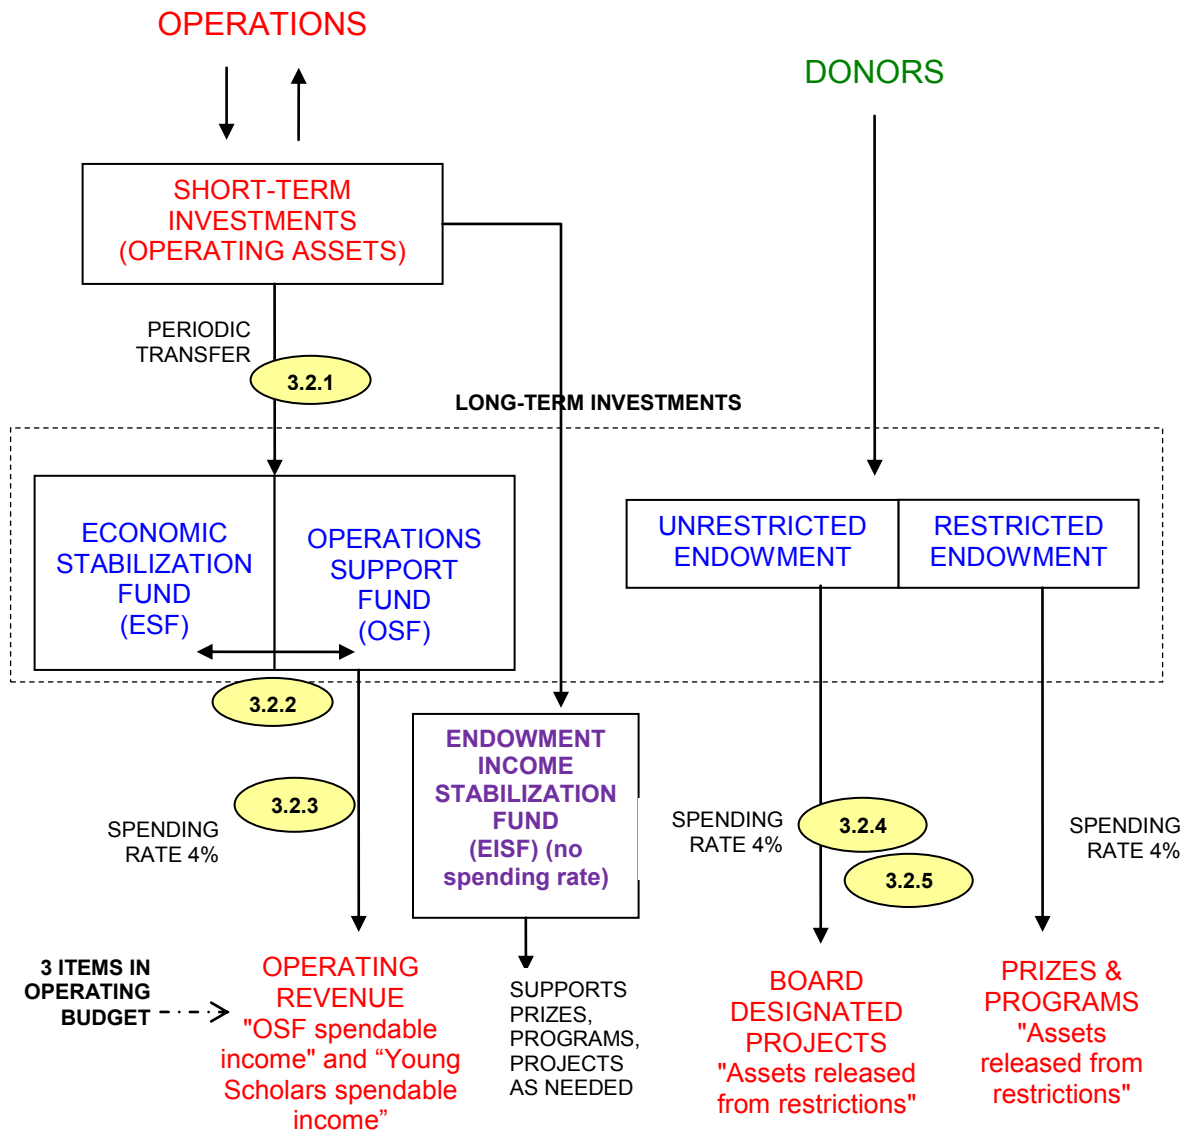 OPERATIONS
DONORS
SHORT-TERM
INVESTMENTS
(OPERATING ASSETS)
PERIODIC
TRANSFER
3.2.1
LONG-TERM INVESTMENTS
ECONOMIC
STABILIZATION
FUND
(ESF)
OPERATIONS
SUPPORT
FUND
(OSF)
UNRESTRICTED
ENDOWMENT
RESTRICTED
ENDOWMENT
3.2.2
ENDOWMENT
INCOME
STABILIZATION
FUND
(EISF) (no
spending rate)
3.2.3
SPENDING
RATE 4%
SPENDING
RATE 4%
3.2.4
3.2.5
SPENDING
RATE 4%
3 ITEMS IN
OPERATING
BUDGET
OPERATING
REVENUE
"OSF spendable
income" and “Young
Scholars spendable
income”
SUPPORTS
PRIZES,
PROGRAMS,
PROJECTS
AS NEEDED
BOARD
DESIGNATED
PROJECTS
"Assets released
from restrictions"
PRIZES &
PROGRAMS
"Assets
released from
restrictions"